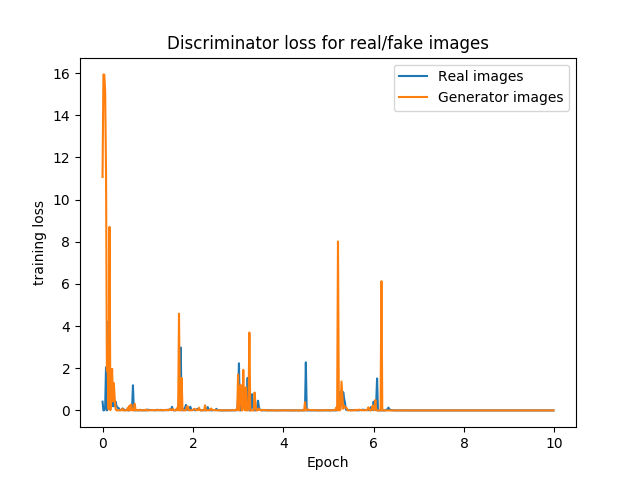 Discriminator loss for real/fake images
Real images
Generator images
training loss
16
14
12
10
8
6
4
2
0
0 2 4 6 8 10
Epoch